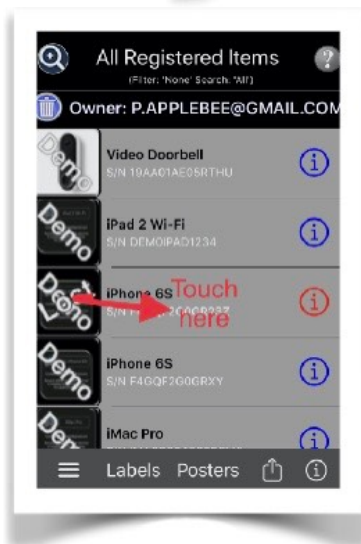 All Registered Items
(Filter: 'None' Search: 'All')
Owner: P.APPLEBEE@GMAIL.COM
Demo
Video Doorbell
S/N 19AA01AE05RTHU
Demo
iPad 2 Wi-Fi
S/N DEMOIPAD1234
Demo
iPhone 6S
Touch
here
S/N
Demo
iPhone 6S
S/N F4GQF2G0GRXY
Demo
iMac Pro
Labels Posters